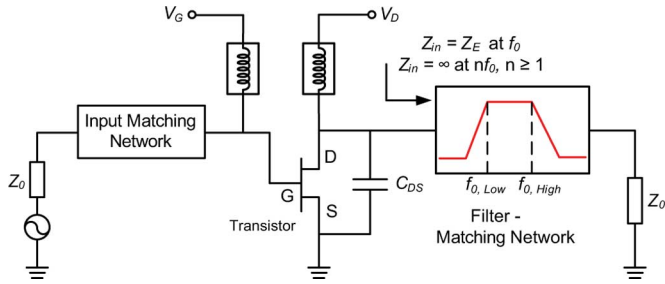 V_G
V_D
Z_in = Z_E at f_0
Z_in = ∞ at nf_0, n ≥ 1
Input Matching
Network
Z_0
D
G
S
C_DS
Transistor
f_0, Low
f_0, High
Filter -
Matching Network
Z_0